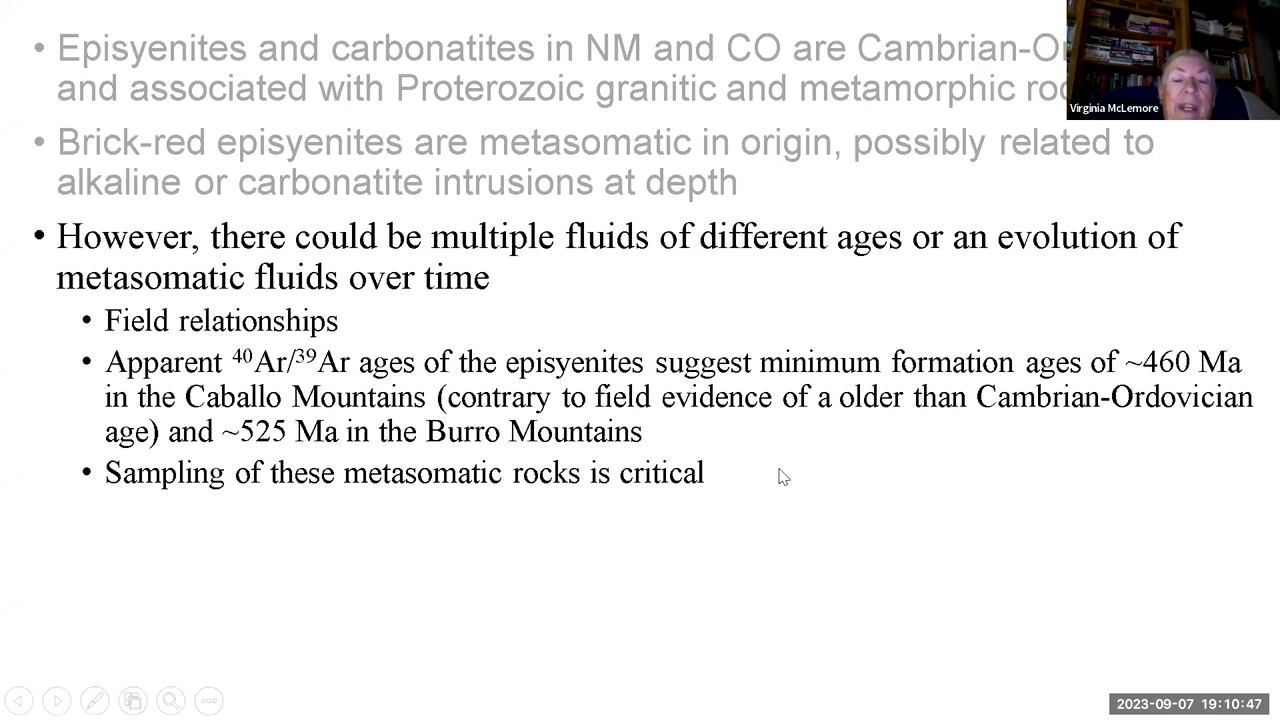 • Episyenites and carbonatites in NM and CO are Cambrian-
and associated with Proterozoic granitic and metamorphic
Virginia McLemore
• Brick-red episyenites are metasomatic in origin, possibly related to
alkaline or carbonatite intrusions at depth
• However, there could be multiple fluids of different ages or an evolution of
metasomatic fluids over time
• Field relationships
• Apparent ⁴⁰Ar/³⁹Ar ages of the episyenites suggest minimum formation ages of ~460 Ma
in the Caballo Mountains (contrary to field evidence of a older than Cambrian-Ordovician
age) and ~525 Ma in the Burro Mountains
• Sampling of these metasomatic rocks is critical
2023-09-07 19:10:47